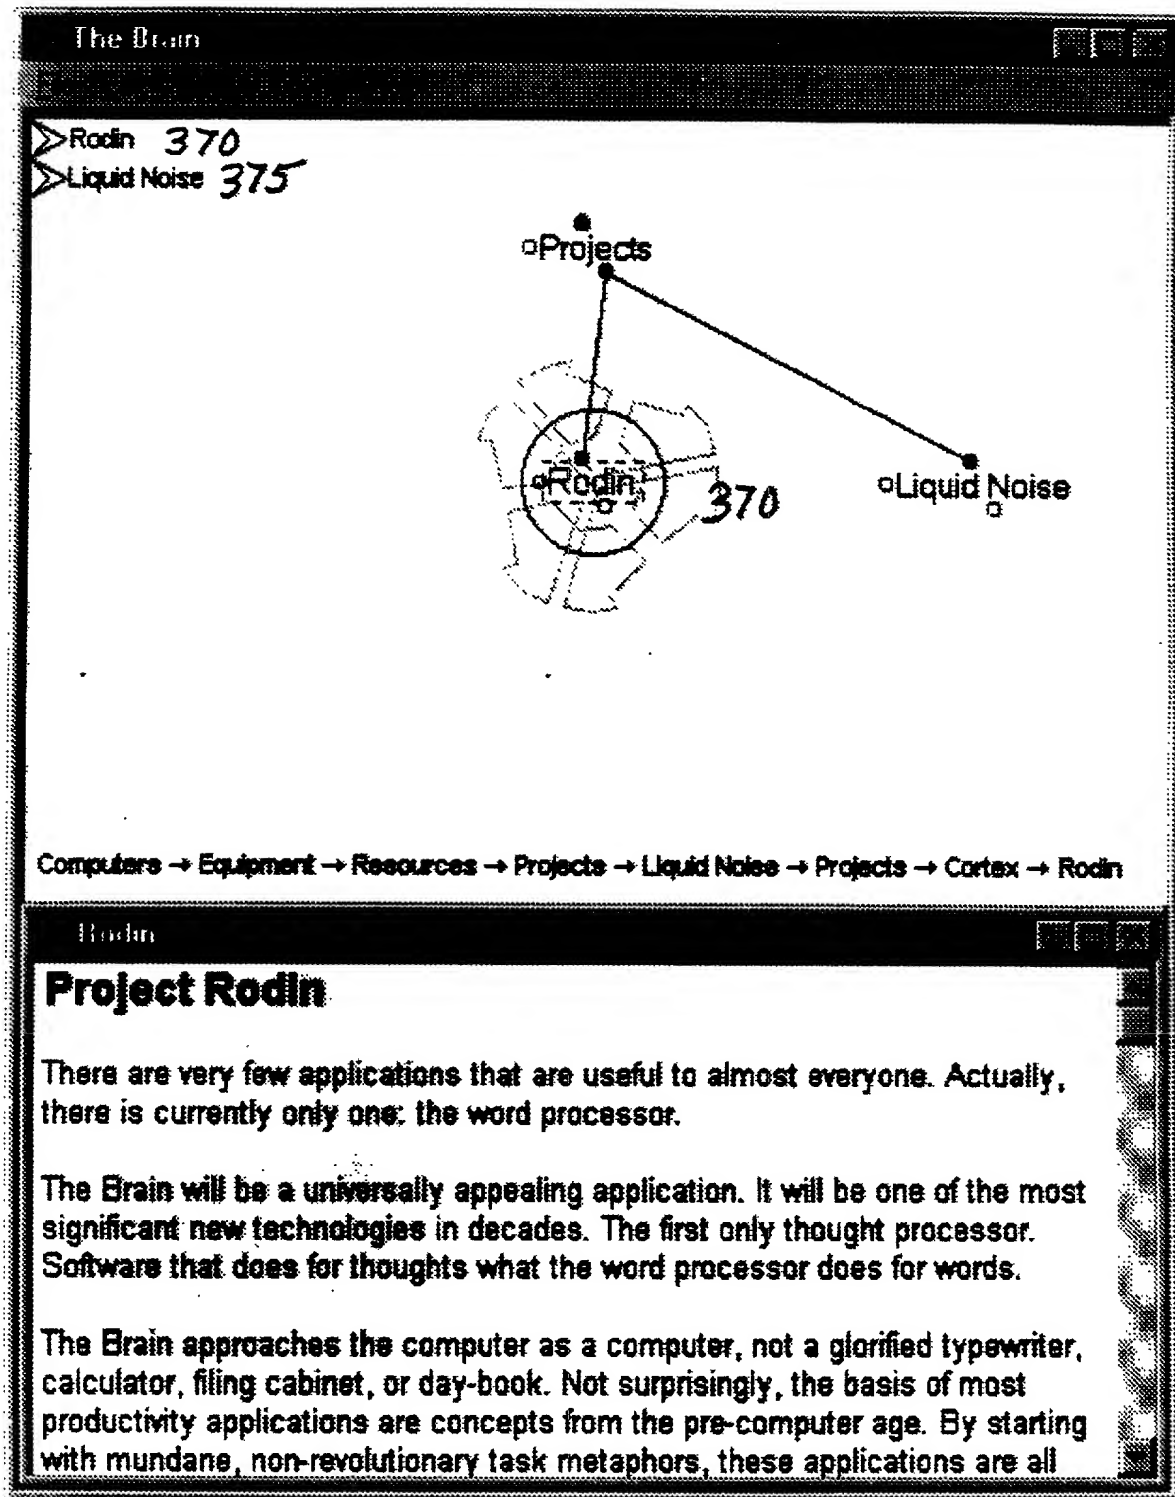 The Brain
Rodin 370
Liquid Noise 375
Projects
Rodin
370
Liquid Noise
Computers → Equipment → Resources → Projects → Liquid Noise → Projects → Cortex → Rodin
Rodin
Project Rodin
There are very few applications that are useful to almost everyone. Actually,
there is currently only one: the word processor.
The Brain will be a universally appealing application. It will be one of the most
significant new technologies in decades. The first only thought processor.
Software that does for thoughts what the word processor does for words.
The Brain approaches the computer as a computer, not a glorified typewriter,
calculator, filing cabinet, or day-book. Not surprisingly, the basis of most
productivity applications are concepts from the pre-computer age. By starting
with mundane, non-revolutionary task metaphors, these applications are all